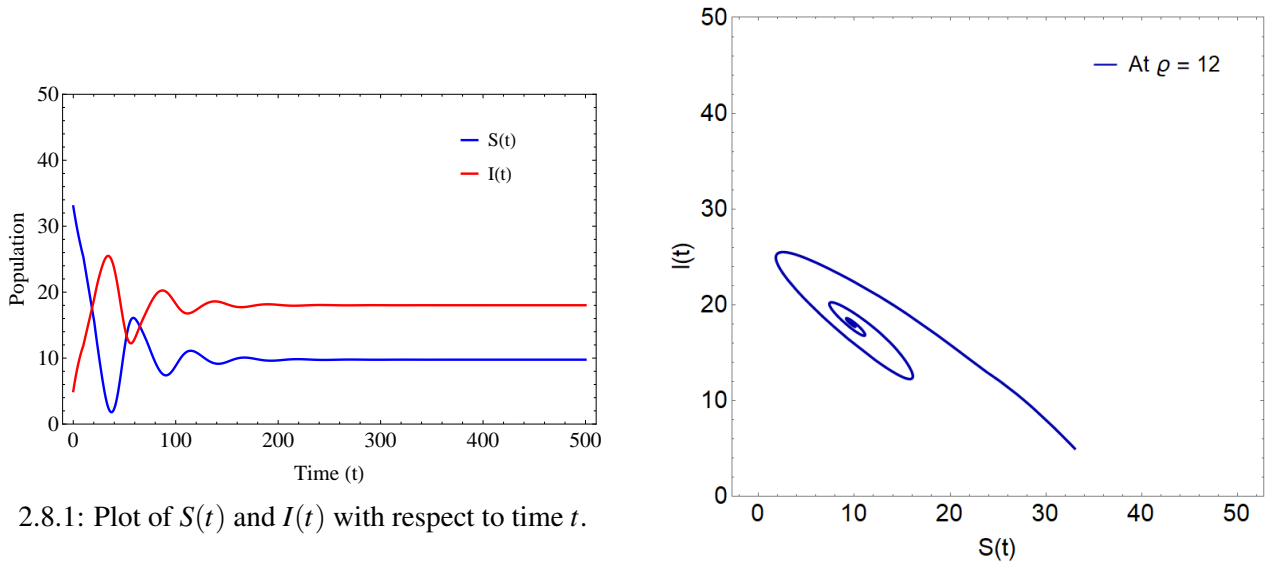 50
40
30
20
10
0
Population
S(t)
I(t)
0 100 200 300 400 500
Time (t)
2.8.1: Plot of S(t) and I(t) with respect to time t.
50
40
30
20
10
0
I(t)
At ϱ = 12
0 10 20 30 40 50
S(t)